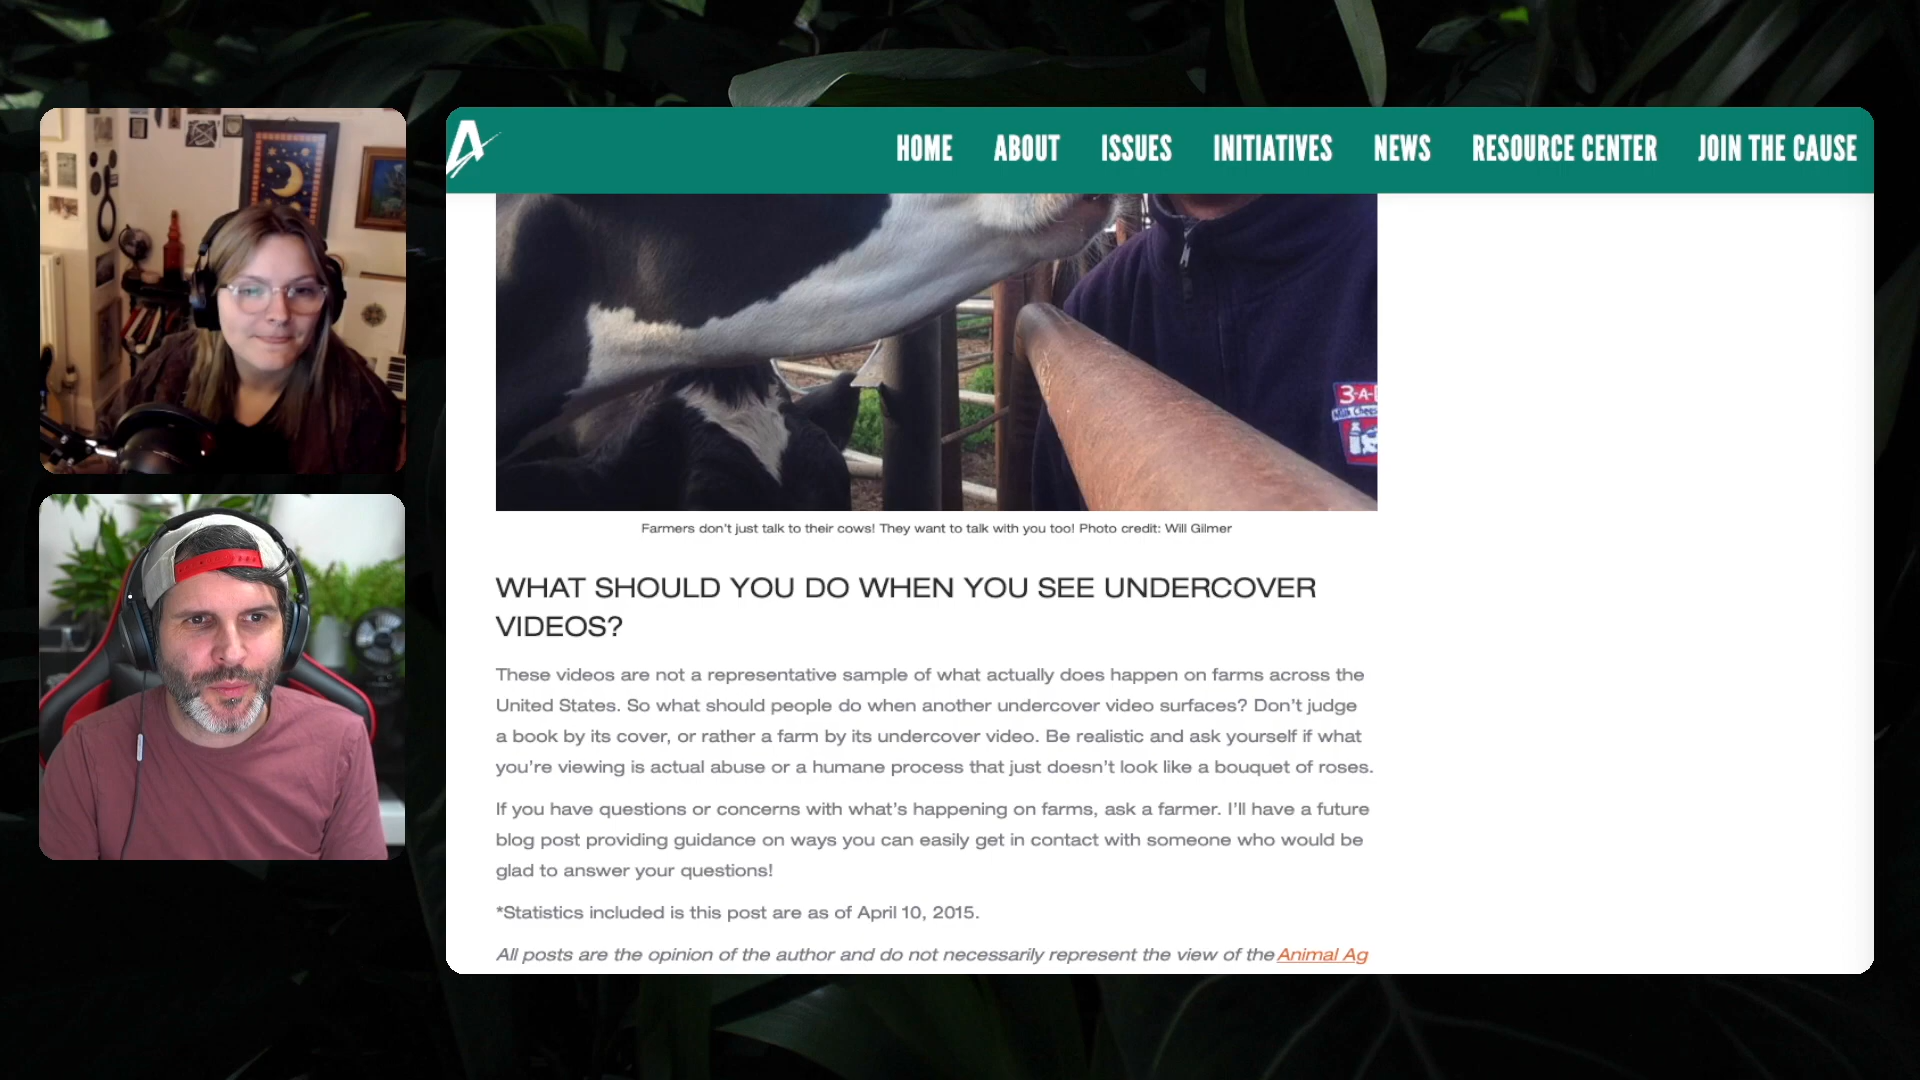 HOME ABOUT ISSUES INITIATIVES NEWS RESOURCE CENTER JOIN THE CAUSE
Farmers don't just talk to their cows! They want to talk with you too! Photo credit: Will Gilmer
WHAT SHOULD YOU DO WHEN YOU SEE UNDERCOVER
VIDEOS?
These videos are not a representative sample of what actually does happen on farms across the
United States. So what should people do when another undercover video surfaces? Don't judge
a book by its cover, or rather a farm by its undercover video. Be realistic and ask yourself if what
you're viewing is actual abuse or a humane process that just doesn't look like a bouquet of roses.
If you have questions or concerns with what's happening on farms, ask a farmer. I'll have a future
blog post providing guidance on ways you can easily get in contact with someone who would be
glad to answer your questions!
*Statistics included is this post are as of April 10, 2015.
All posts are the opinion of the author and do not necessarily represent the view of the Animal Ag